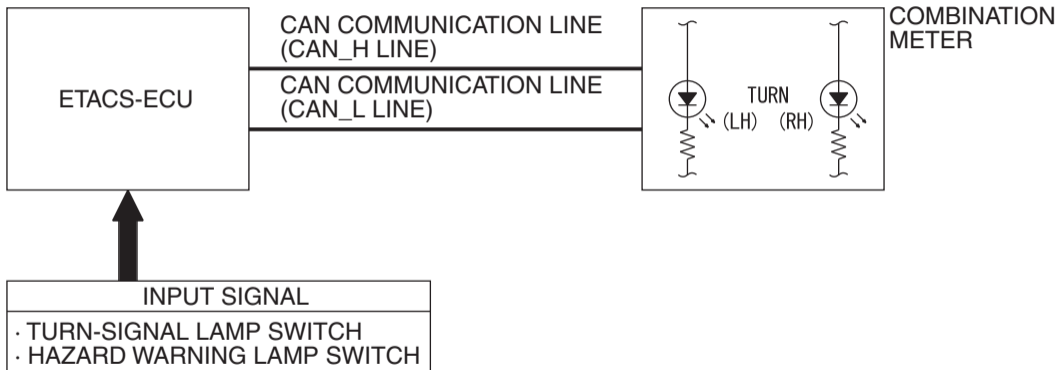 CAN COMMUNICATION LINE
(CAN_H LINE)
COMBINATION
METER
ETACS-ECU
CAN COMMUNICATION LINE
(CAN_L LINE)
TURN
(LH) (RH)
INPUT SIGNAL
· TURN-SIGNAL LAMP SWITCH
· HAZARD WARNING LAMP SWITCH